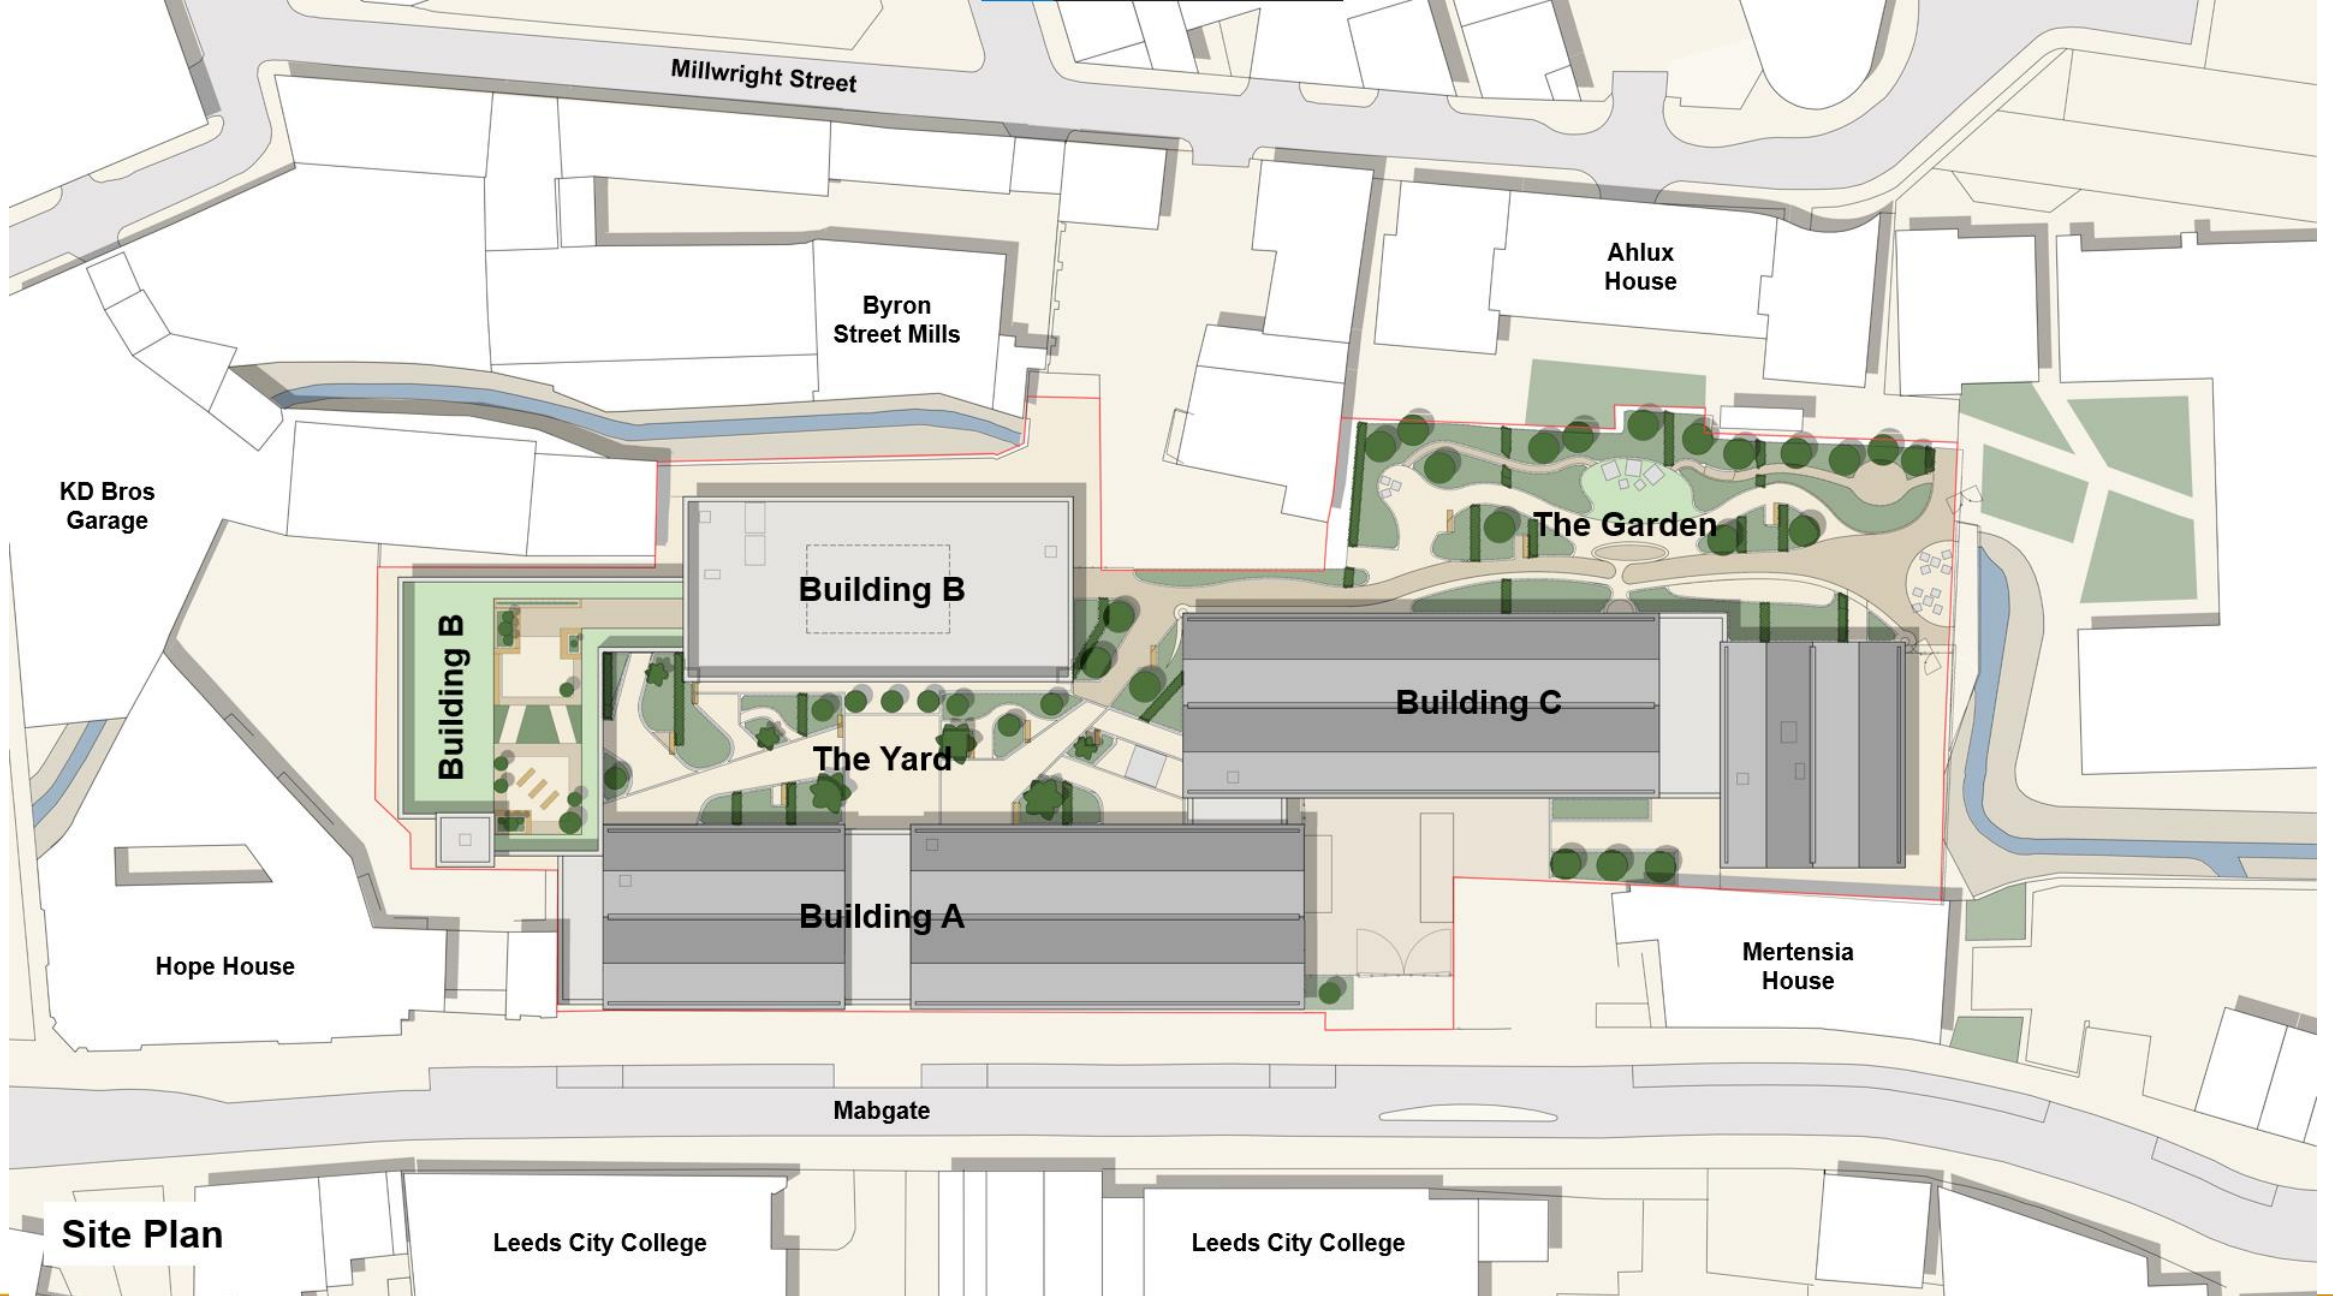 Millwright Street
Ahlux
House
Byron
Street Mills
KD Bros
Garage
The Garden
Building B
Building B
Building C
The Yard
Building A
Hope House
Mertensia
House
Mabgate
Site Plan
Leeds City College
Leeds City College